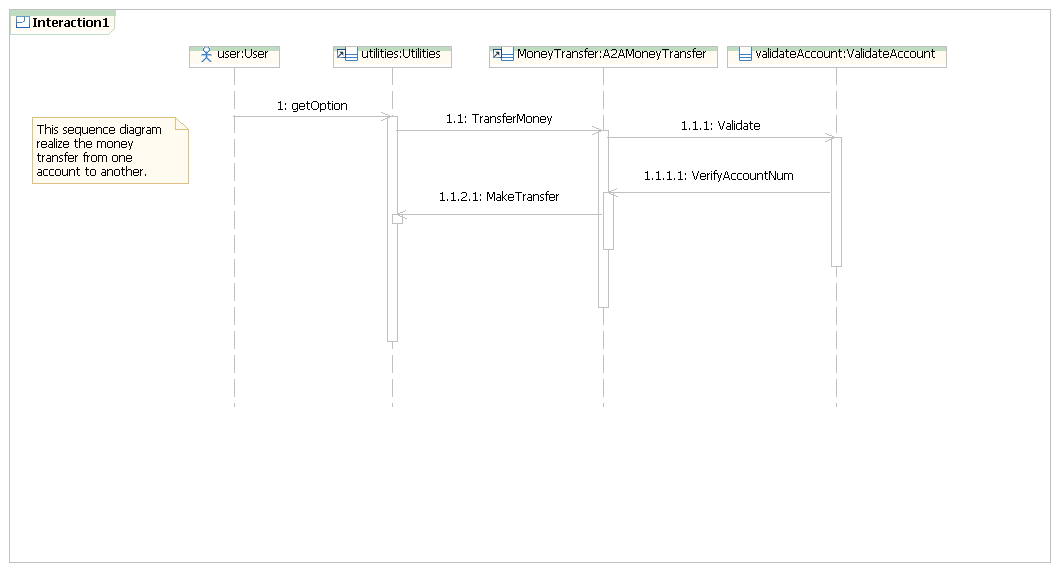 Interaction1
user:User
utilities:Utilities
MoneyTransfer:A2AMoneyTransfer
validateAccount:ValidateAccount
1: getOption
1.1: TransferMoney
1.1.1: Validate
This sequence diagram
realize the money
transfer from one
account to another.
1.1.1.1: VerifyAccountNum
1.1.2.1: MakeTransfer